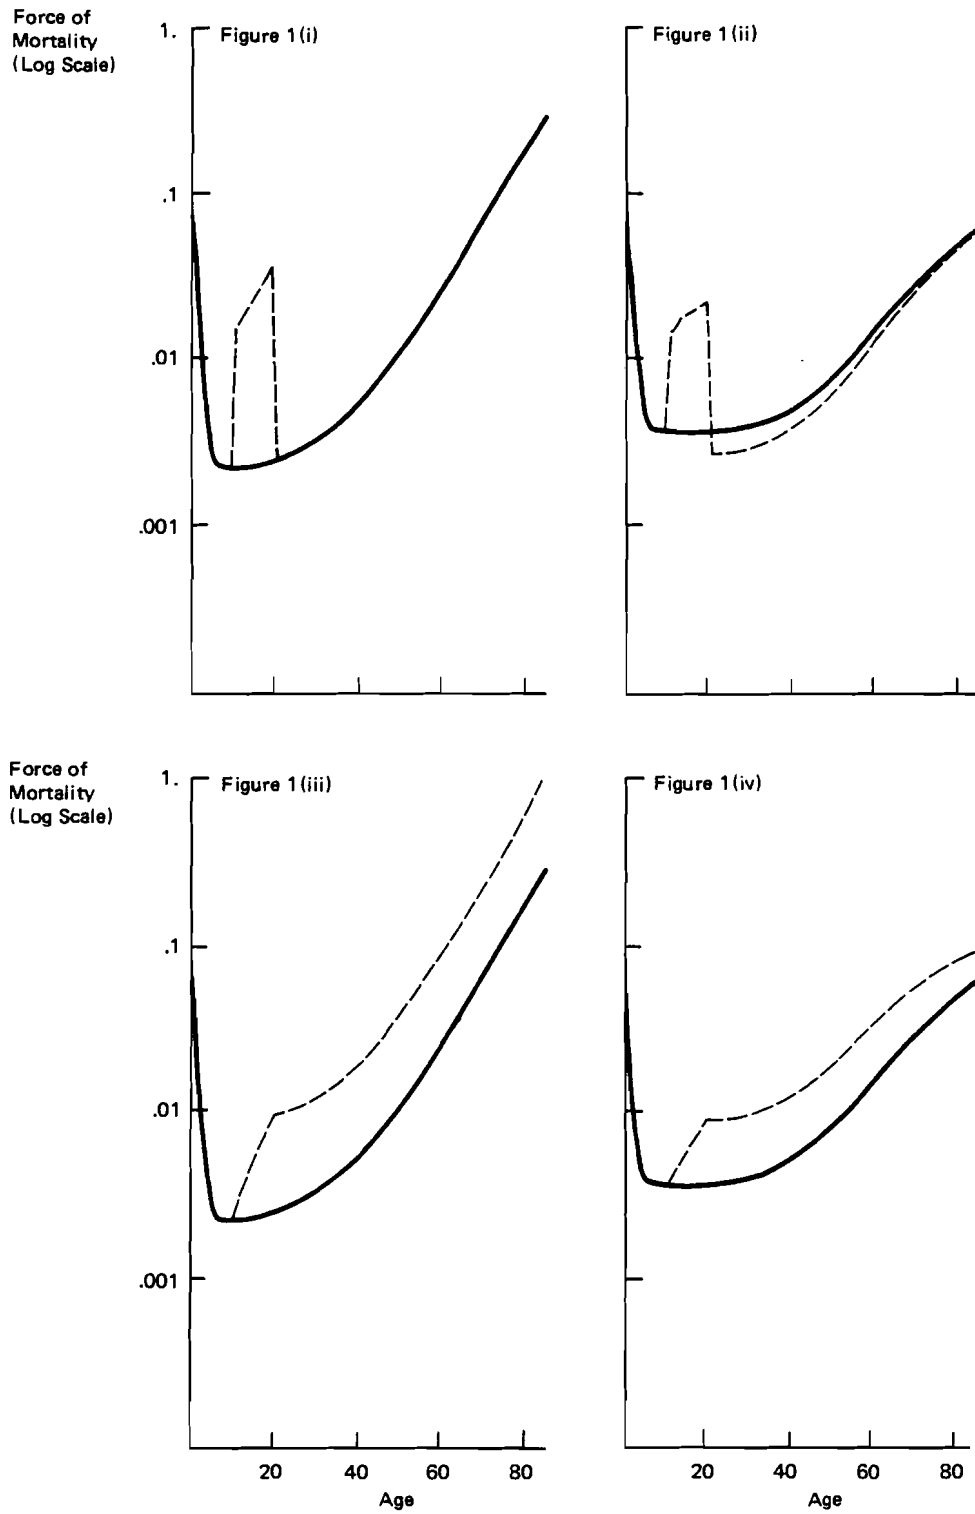 Force of
Mortality
(Log Scale)
1.
Figure 1(i)
Figure 1(ii)
.1
.01
.001
Force of
Mortality
(Log Scale)
1.
Figure 1(iii)
Figure 1(iv)
.1
.01
.001
20 40 60 80
20 40 60 80
Age
Age